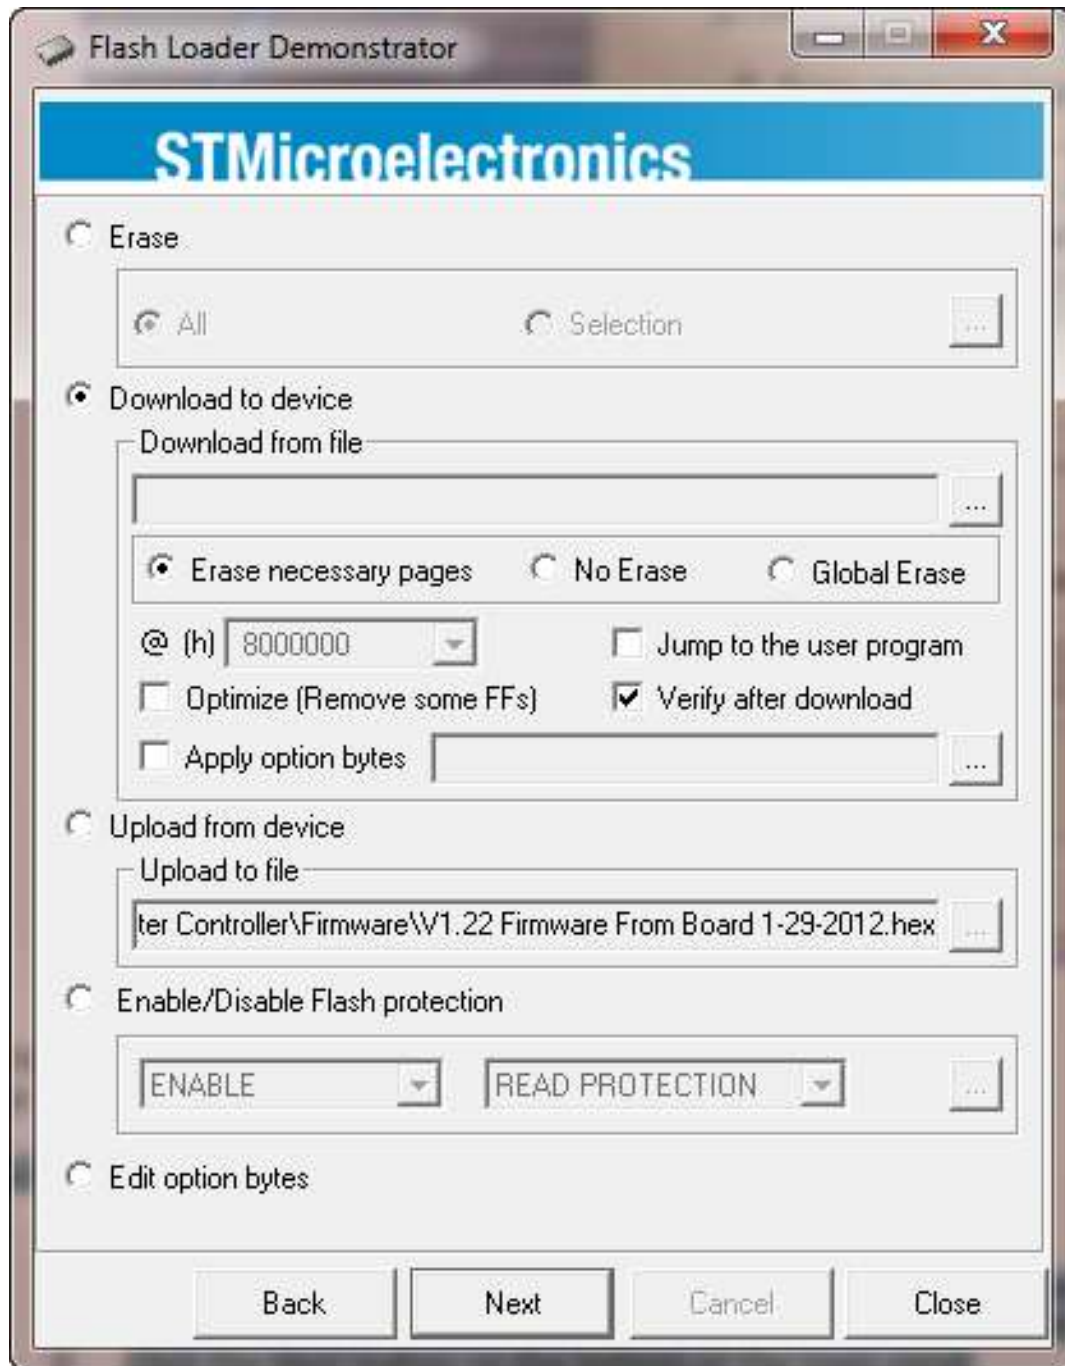 Flash Loader Demonstrator
STMicroelectronics
Erase
All Selection ...
Download to device
Download from file
...
Erase necessary pages No Erase Global Erase
@ (h) 8000000 Jump to the user program
Optimize (Remove some FFs) Verify after download
Apply option bytes ...
Upload from device
Upload to file
ter Controller\Firmware\V1.22 Firmware From Board 1-29-2012.hex ...
Enable/Disable Flash protection
ENABLE READ PROTECTION ...
Edit option bytes
Back Next Cancel Close